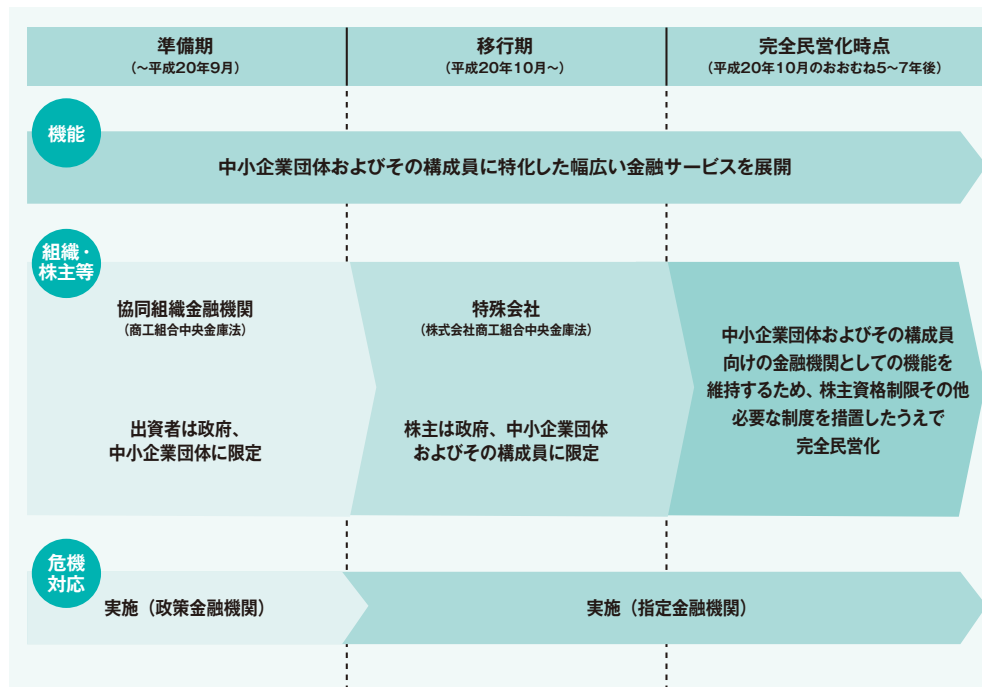 準備期
（～平成20年9月）
移行期
（平成20年10月～）
完全民営化時点
（平成20年10月のおおむね5～7年後）
機能
中小企業団体およびその構成員に特化した幅広い金融サービスを展開
組織・
株主等
協同組織金融機関
（商工組合中央金庫法）
出資者は政府、
中小企業団体に限定
特殊会社
（株式会社商工組合中央金庫法）
株主は政府、中小企業団体
およびその構成員に限定
中小企業団体およびその構成員
向けの金融機関としての機能を
維持するため、株主資格制限その他
必要な制度を措置したうえで
完全民営化
危機
対応
実施（政策金融機関）
実施（指定金融機関）